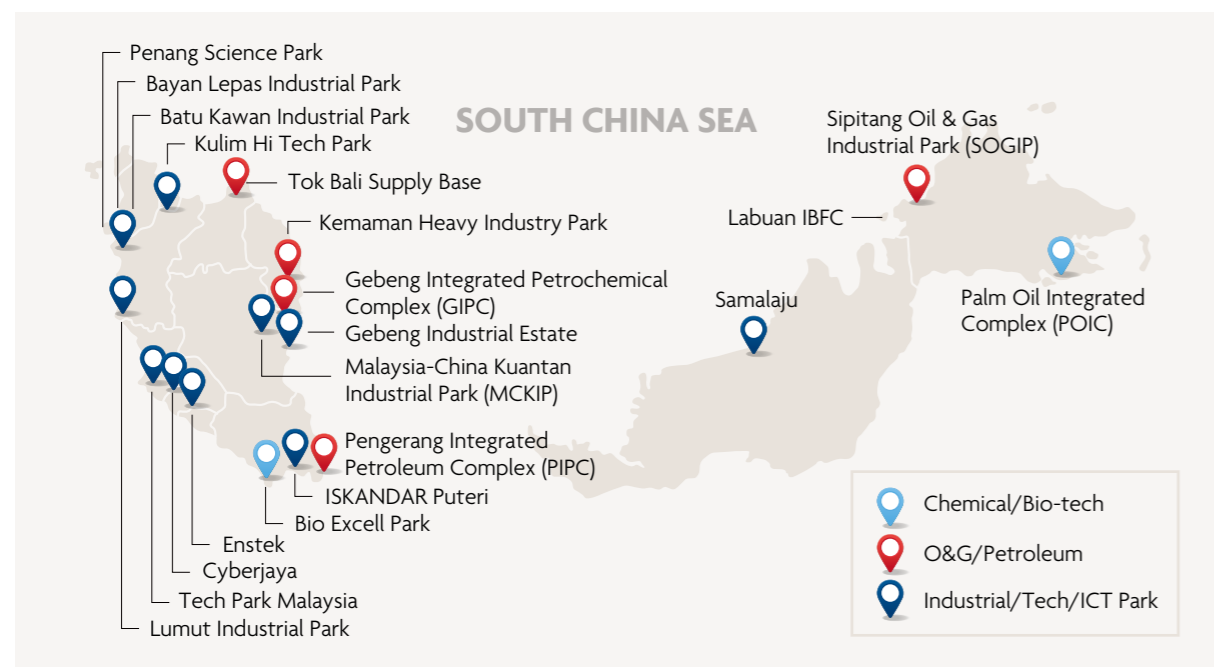 Penang Science Park
Bayan Lepas Industrial Park
Batu Kawan Industrial Park
Kulim Hi Tech Park
Tok Bali Supply Base
Kemaman Heavy Industry Park
Gebeng Integrated Petrochemical
Complex (GIPC)
Gebeng Industrial Estate
Malaysia-China Kuantan
Industrial Park (MCKIP)
Pengerang Integrated
Petroleum Complex (PIPC)
ISKANDAR Puteri
Bio Excell Park
Enstek
Cyberjaya
Tech Park Malaysia
Lumut Industrial Park
SOUTH CHINA SEA
Sipitang Oil & Gas
Industrial Park (SOGIP)
Labuan IBFC
Samalaju
Palm Oil Integrated
Complex (POIC)
Chemical/Bio-tech
O&G/Petroleum
Industrial/Tech/ICT Park